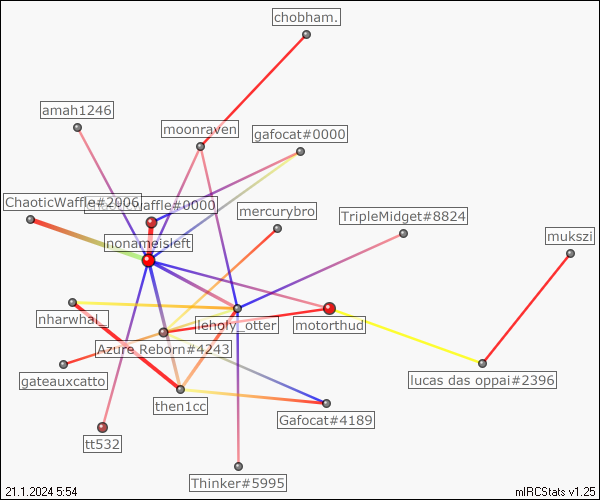 chobham.
amah1246
moonraven
gafocat#0000
ChaoticWaffle#2006
affle#0000
mercurybro
TripleMidget#8824
nonameisleft
mukszi
nharwhal_
leholy_otter
motorthud
Azure Reborn#4243
gateauxcatto
lucas das oppai#2396
then1cc
Gafocat#4189
tt532
Thinker#5995
21.1.2024 5:54
mIRCStats v1.25